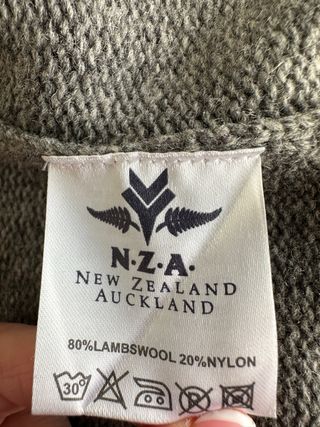 N·Z·A·
NEW ZEALAND
AUCKLAND
80%LAMBSWOOL 20%NYLON
30°